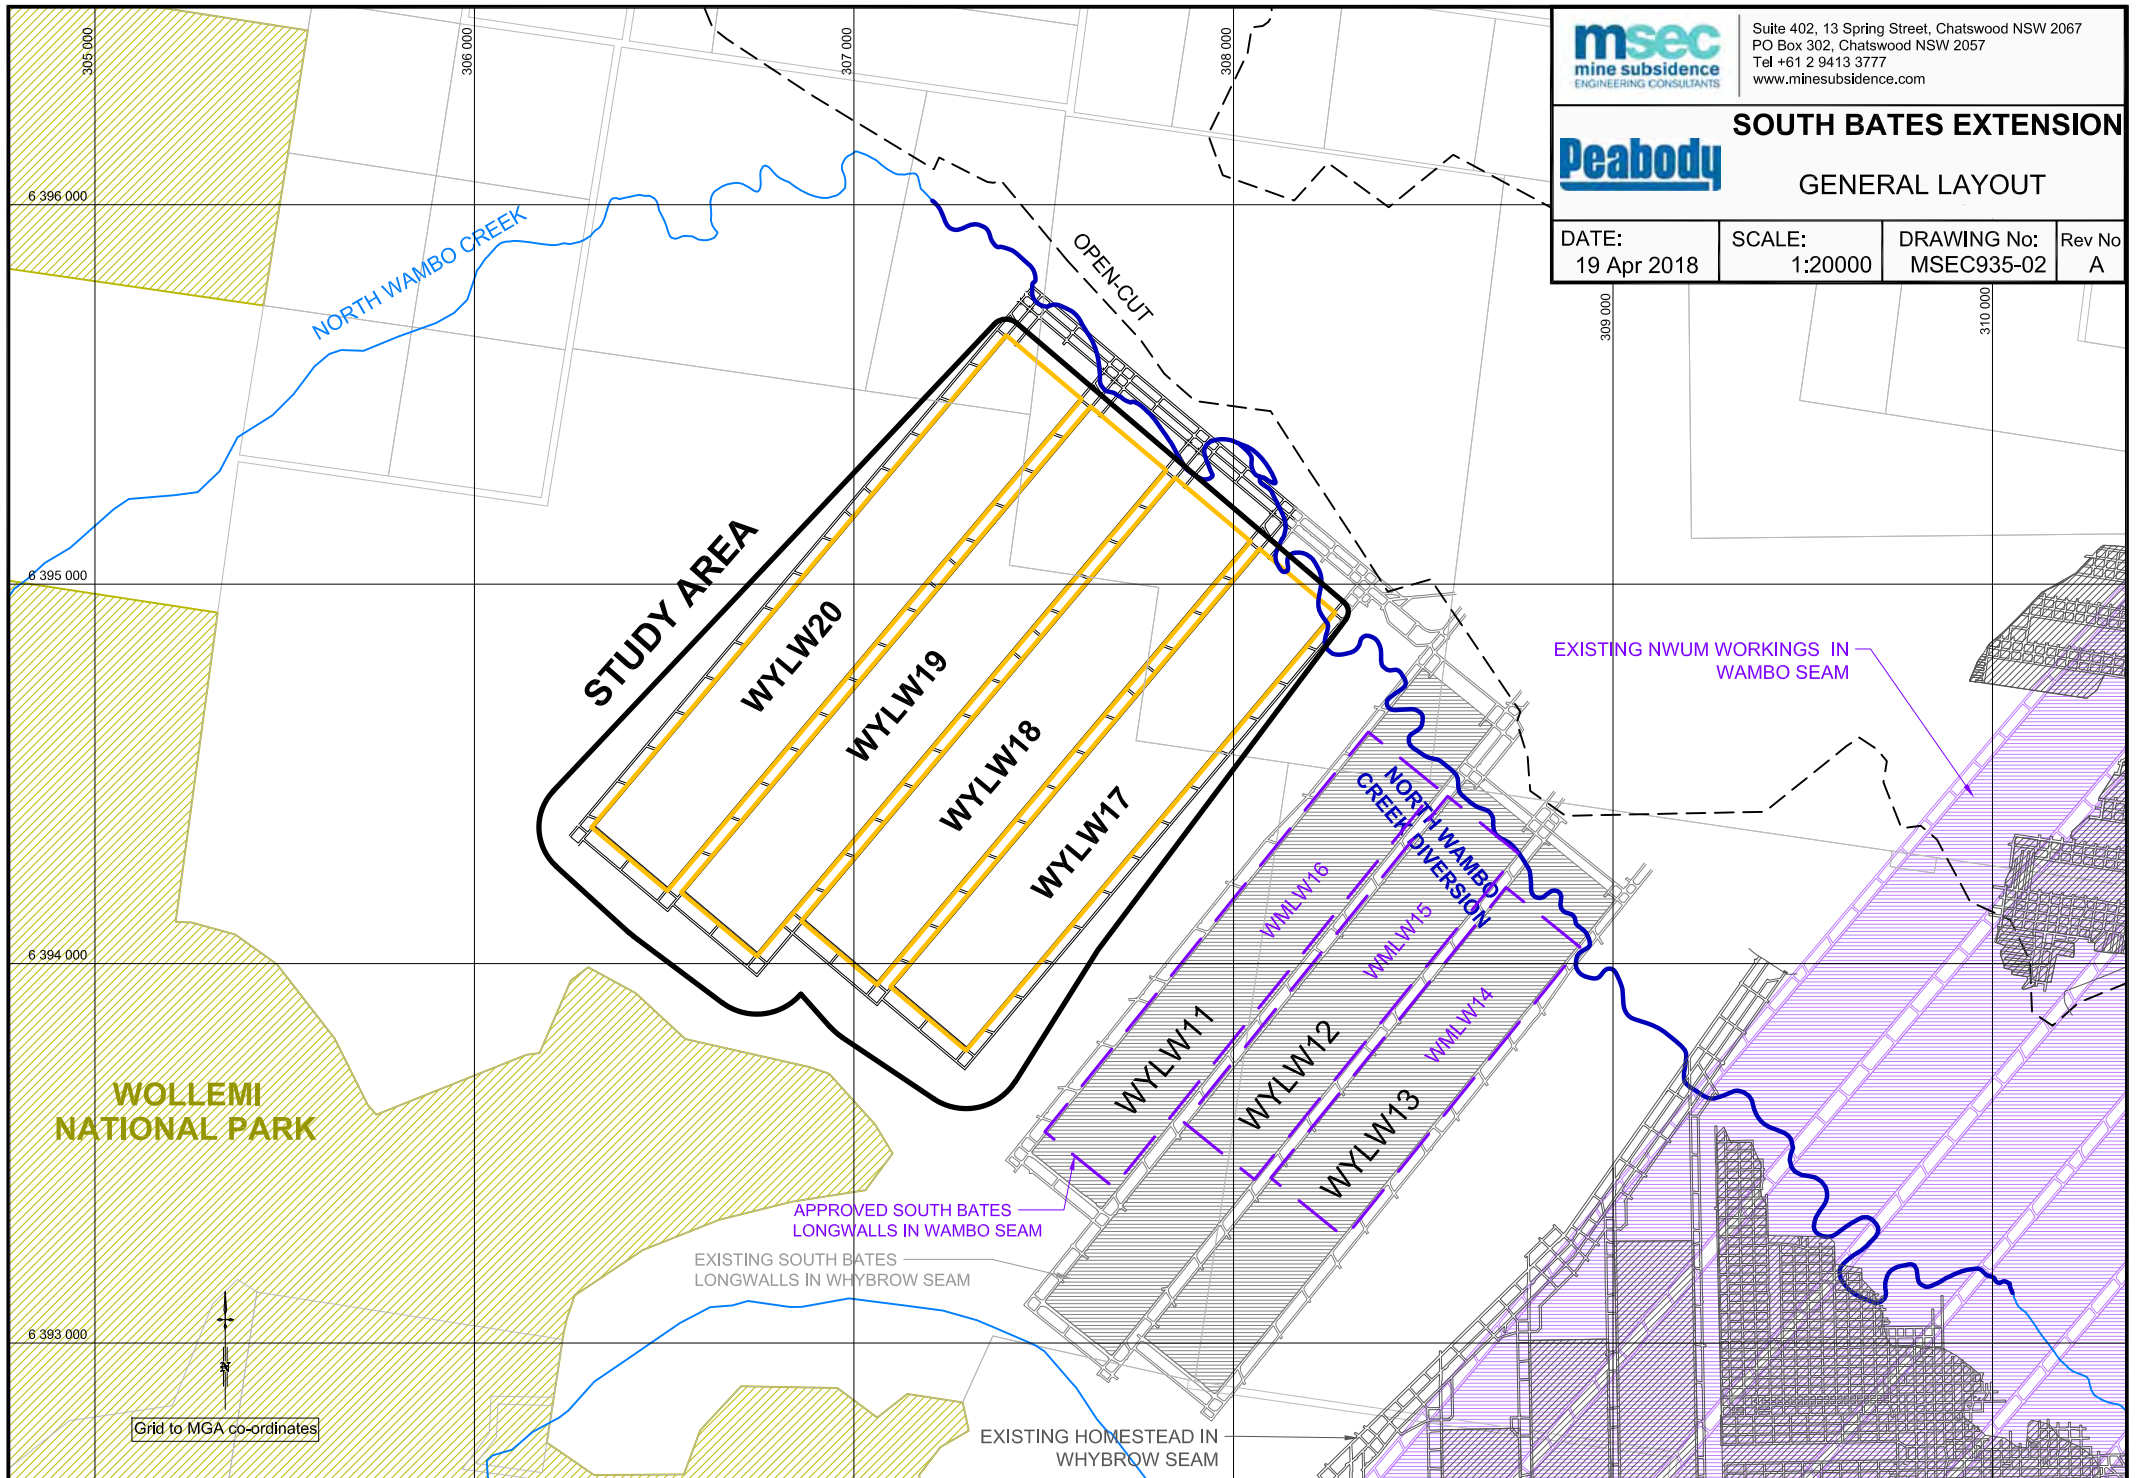 msec
mine subsidence
ENGINEERING CONSULTANTS
Suite 402, 13 Spring Street, Chatswood NSW 2067
PO Box 302, Chatswood NSW 2057
Tel +61 2 9413 3777
www.minesubsidence.com
Peabody
SOUTH BATES EXTENSION
GENERAL LAYOUT
DATE:
19 Apr 2018
SCALE:
1:20000
DRAWING No:
MSEC935-02
Rev No
A
305 000
306 000
307 000
308 000
309 000
310 000
6 396 000
6 395 000
6 394 000
6 393 000
NORTH WAMBO CREEK
OPEN-CUT
STUDY AREA
WYLW20
WYLW19
WYLW18
WYLW17
EXISTING NWUM WORKINGS IN
WAMBO SEAM
NORTH WAMBO
CREEK DIVERSION
WMLW16
WMLW15
WMLW14
WYLW11
WYLW12
WYLW13
WOLLEMI
NATIONAL PARK
APPROVED SOUTH BATES
LONGWALLS IN WAMBO SEAM
EXISTING SOUTH BATES
LONGWALLS IN WHYBROW SEAM
EXISTING HOMESTEAD IN
WHYBROW SEAM
N
Grid to MGA co-ordinates